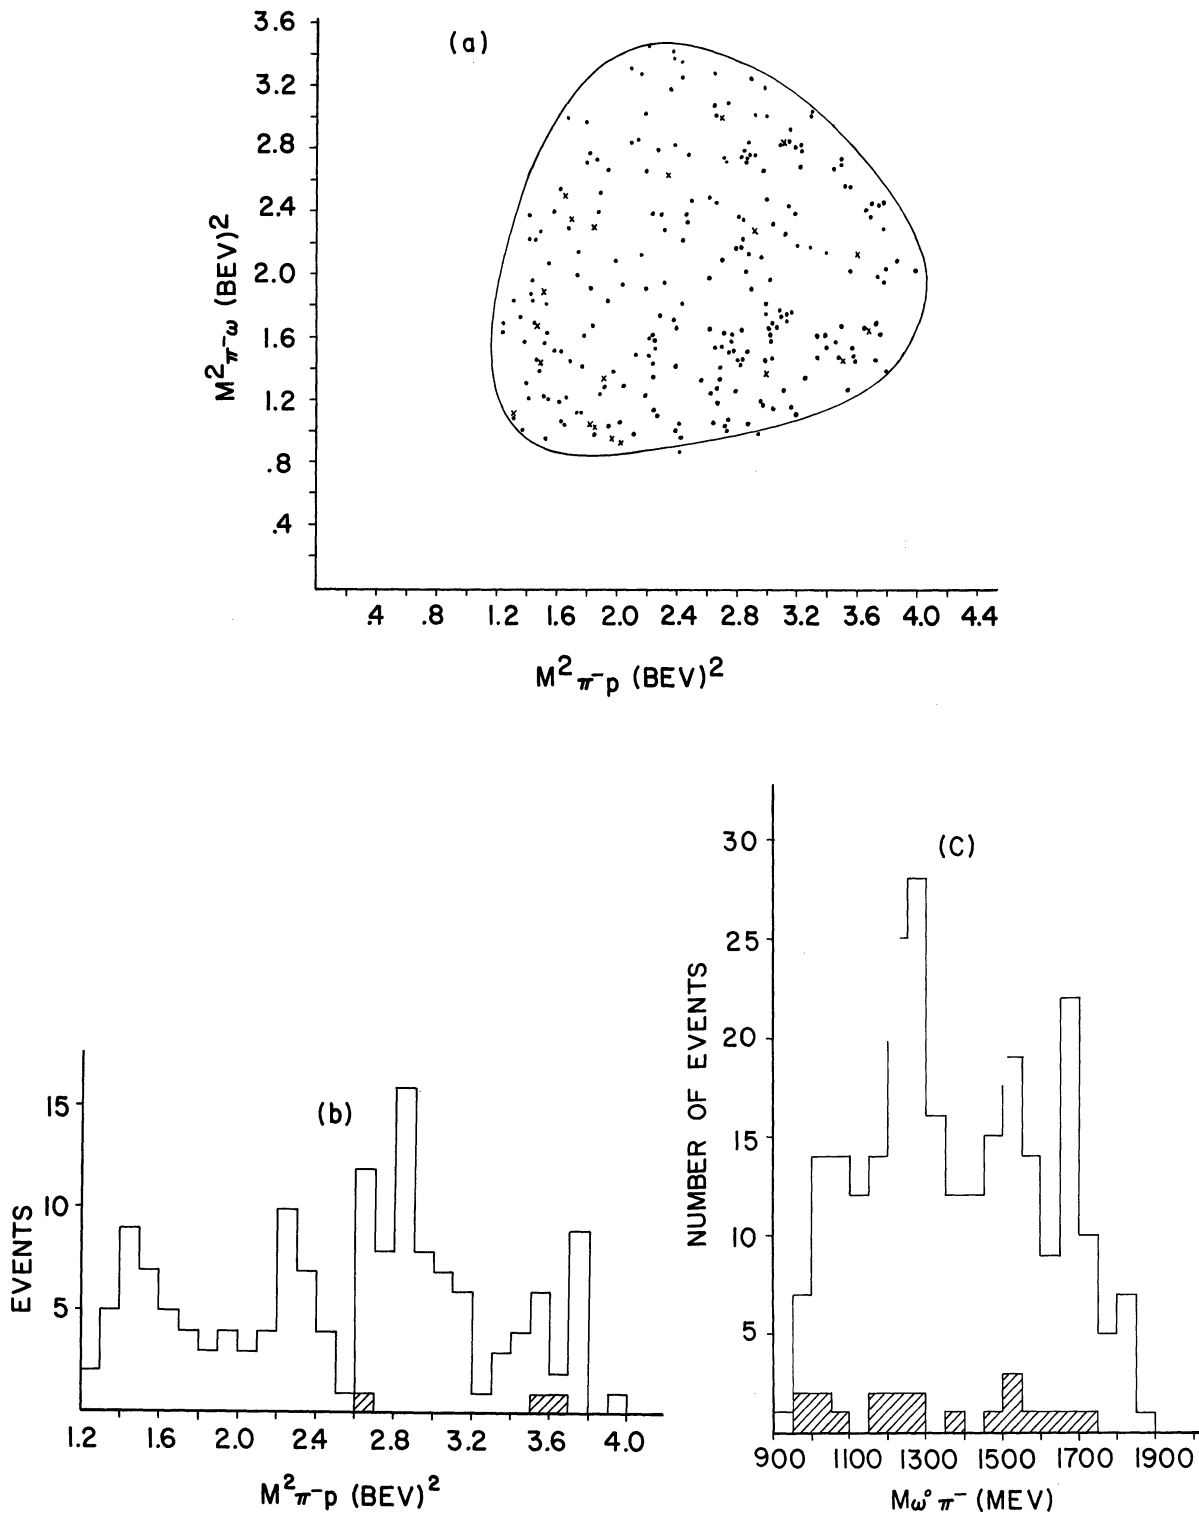 (a)
3.6
3.2
2.8
2.4
2.0
1.6
1.2
.8
.4
M²π⁻ω (BEV)²
.4 .8 1.2 1.6 2.0 2.4 2.8 3.2 3.6 4.0 4.4
M²π⁻p (BEV)²
(b)
15
10
5
EVENTS
1.2 1.6 2.0 2.4 2.8 3.2 3.6 4.0
M²π⁻p (BEV)²
(C)
30
25
20
15
10
5
NUMBER OF EVENTS
900 1100 1300 1500 1700 1900
Mω°π⁻ (MEV)